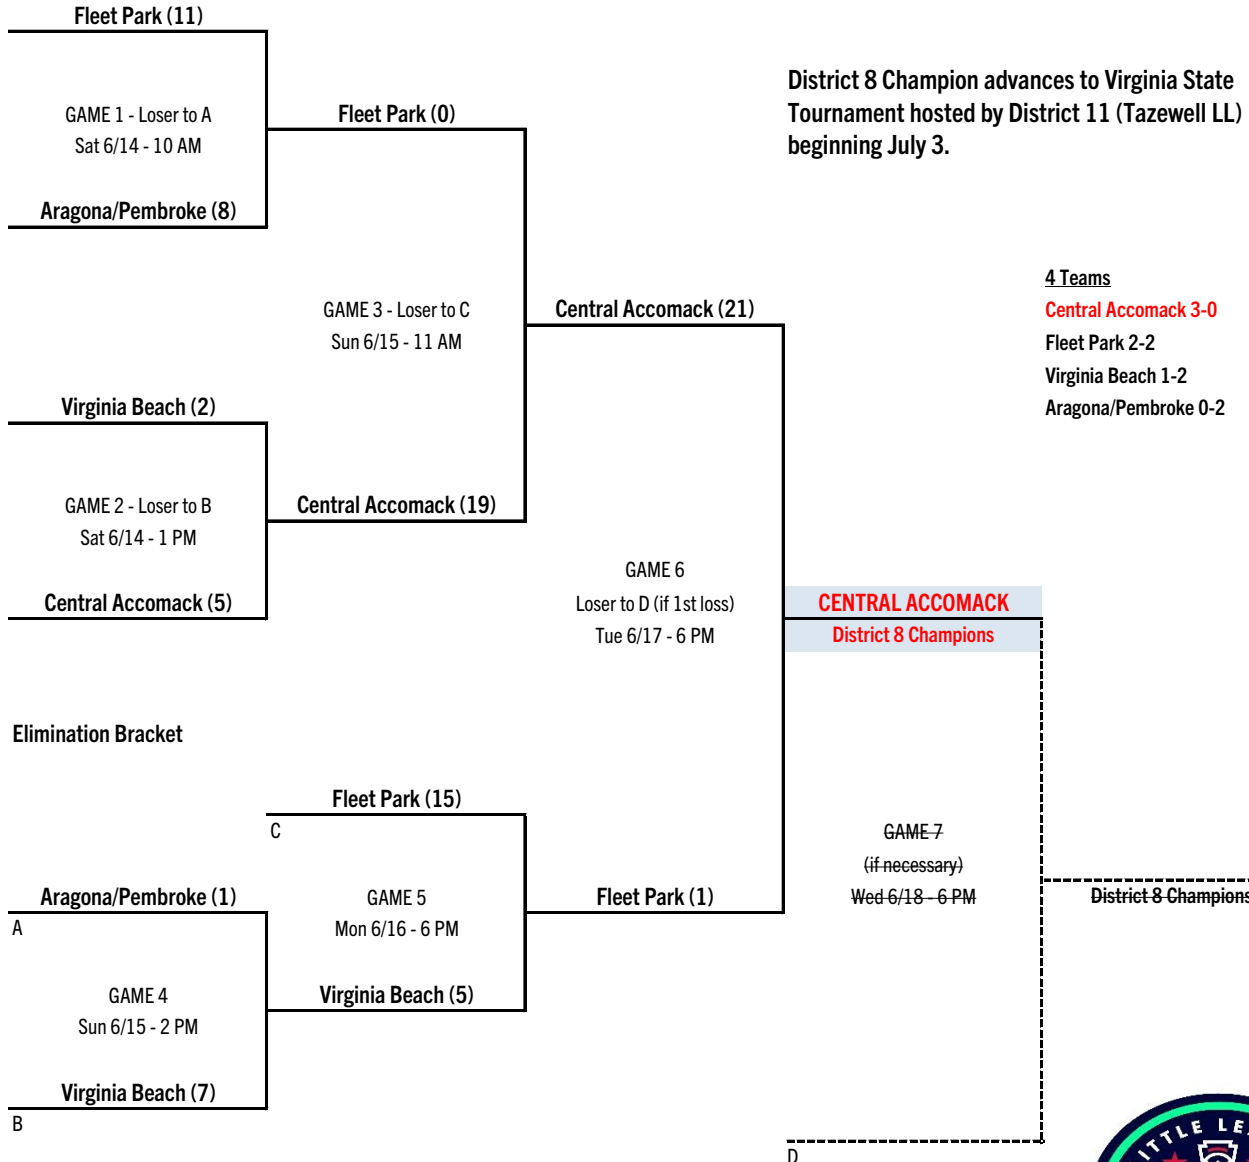 Fleet Park (11)
GAME 1 - Loser to A
Sat 6/14 - 10 AM
Aragona/Pembroke (8)
Fleet Park (0)
District 8 Champion advances to Virginia State
Tournament hosted by District 11 (Tazewell LL)
beginning July 3.
GAME 3 - Loser to C
Sun 6/15 - 11 AM
Central Accomack (21)
4 Teams
Central Accomack 3-0
Fleet Park 2-2
Virginia Beach 1-2
Aragona/Pembroke 0-2
Virginia Beach (2)
GAME 2 - Loser to B
Sat 6/14 - 1 PM
Central Accomack (5)
Central Accomack (19)
GAME 6
Loser to D (if 1st loss)
Tue 6/17 - 6 PM
CENTRAL ACCOMACK
District 8 Champions
Elimination Bracket
Fleet Park (15)
C
GAME 5
Mon 6/16 - 6 PM
Virginia Beach (5)
Fleet Park (1)
GAME 7
(if necessary)
Wed 6/18 - 6 PM
District 8 Champions
Aragona/Pembroke (1)
A
GAME 4
Sun 6/15 - 2 PM
Virginia Beach (7)
B
D
LITTLE LE